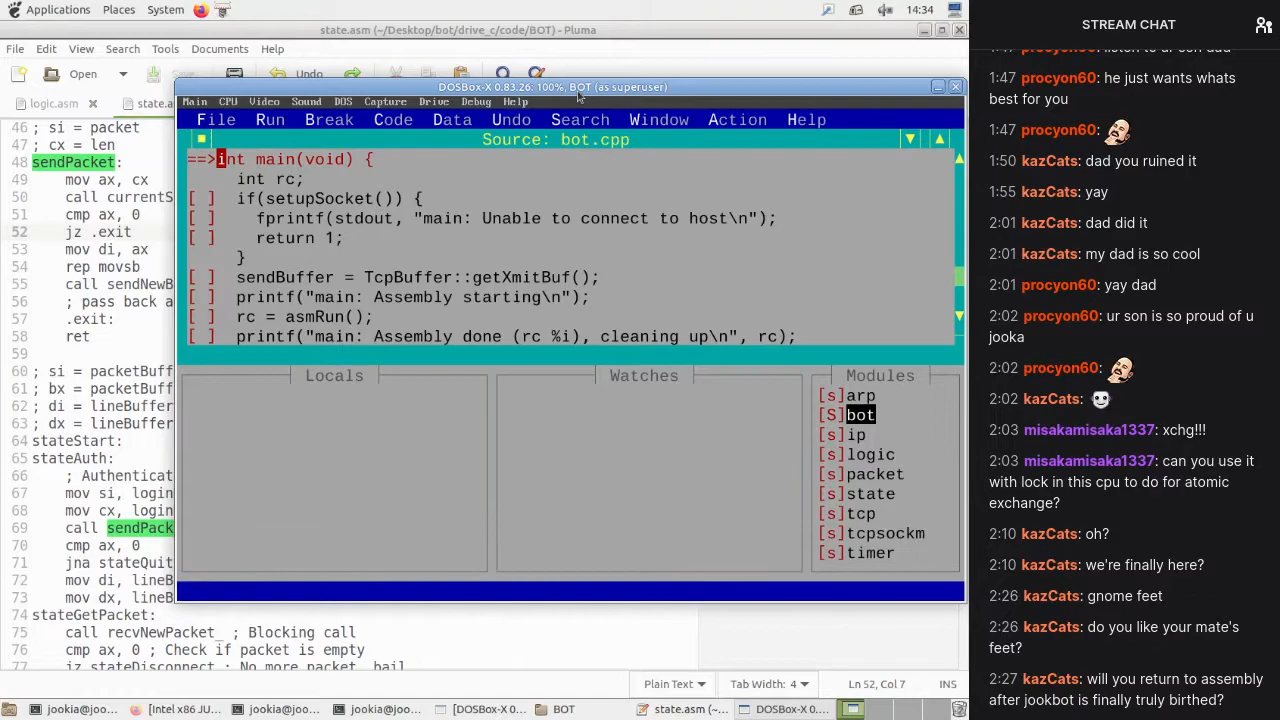 Applications Places System 14:34
state.asm (~/Desktop/bot/drive_c/code/BOT) - Pluma
File Edit View Search Tools Documents Help
Open Undo
logic.asm state.a
46 ; si = packet
47 ; cx = len
48 sendPacket:
49 mov ax, cx
50 call currentS
51 cmp ax, 0
52 jz .exit
53 mov di, ax
54 rep movsb
55 call sendNewB
56 ; pass back a
57 .exit:
58 ret
59
60 ; si = packetBuff
61 ; bx = packetBuff
62 ; di = lineBuffer
63 ; dx = lineBuffer
64 stateStart:
65 stateAuth:
66 ; Authenticat
67 mov si, login
68 mov cx, login
69 call sendPack
70 cmp ax, 0
71 jna stateQuit
72 mov di, lineB
73 mov dx, lineB
74 stateGetPacket:
75 call recvNewPacket_ ; Blocking call
76 cmp ax, 0 ; Check if packet is empty
77 jz stateDisconnect ; No more packet, bail
Plain Text Tab Width: 4 Ln 52, Col 7 INS
DOSBox-X 0.83.26: 100%, BOT (as superuser)
Main CPU Video Sound DOS Capture Drive Debug Help
File Run Break Code Data Undo Search Window Action Help
Source: bot.cpp
==>int main(void) {
int rc;
[ ] if(setupSocket()) {
[ ] fprintf(stdout, "main: Unable to connect to host\n");
[ ] return 1;
}
[ ] sendBuffer = TcpBuffer::getXmitBuf();
[ ] printf("main: Assembly starting\n");
[ ] rc = asmRun();
[ ] printf("main: Assembly done (rc %i), cleaning up\n", rc);
Locals Watches Modules
[s]arp
[S]bot
[s]ip
[s]logic
[s]packet
[s]state
[s]tcp
[s]tcpsockm
[s]timer
jookia@joo... [Intel x86 JU... jookia@joo... jookia@joo... [DOSBox-X 0... BOT state.asm (~... DOSBox-X 0...
STREAM CHAT
1:47 procyon60: listen to ur son dad
1:47 procyon60: he just wants whats
best for you
1:47 procyon60:
1:50 kazCats: dad you ruined it
1:55 kazCats: yay
2:01 kazCats: dad did it
2:01 kazCats: my dad is so cool
2:01 procyon60: yay dad
2:02 procyon60: ur son is so proud of u
jooka
2:02 procyon60:
2:02 kazCats:
2:03 misakamisaka1337: xchg!!!
2:03 misakamisaka1337: can you use it
with lock in this cpu to do for atomic
exchange?
2:10 kazCats: oh?
2:10 kazCats: we're finally here?
2:26 kazCats: gnome feet
2:26 kazCats: do you like your mate's
feet?
2:27 kazCats: will you return to assembly
after jookbot is finally truly birthed?